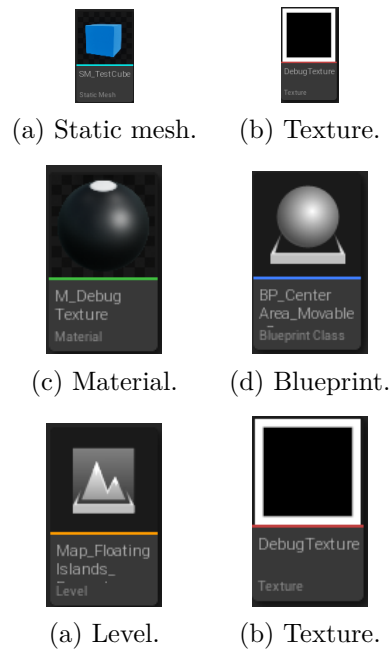 SM_TestCube
Static Mesh
DebugTexture
Texture
(a) Static mesh.
(b) Texture.
M_Debug
Texture
Material
BP_Center
Area_Movable
Blueprint Class
(c) Material.
(d) Blueprint.
Map_Floating
Islands_
Level
DebugTexture
Texture
(a) Level.
(b) Texture.